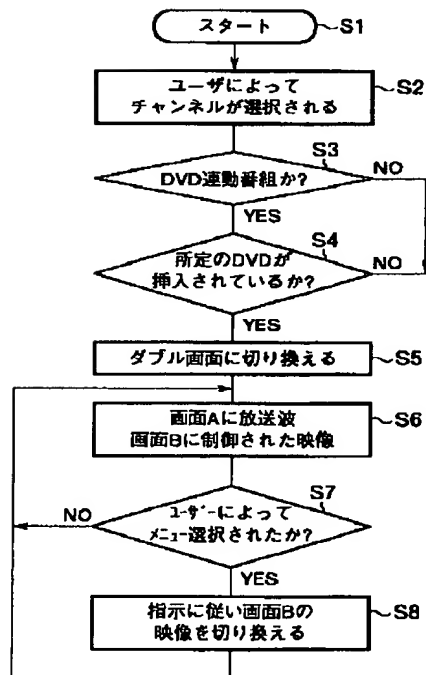 スタート
S1
ユーザによって
チャンネルが選択される
S2
S3
DVD連動番組か?
NO
YES
S4
所定のDVDが
挿入されているか?
NO
YES
ダブル画面に切り換える
S5
画面Aに放送波
画面Bに制御された映像
S6
S7
ユーザーによって
メニュー選択されたか?
NO
YES
指示に従い画面Bの
映像を切り換える
S8